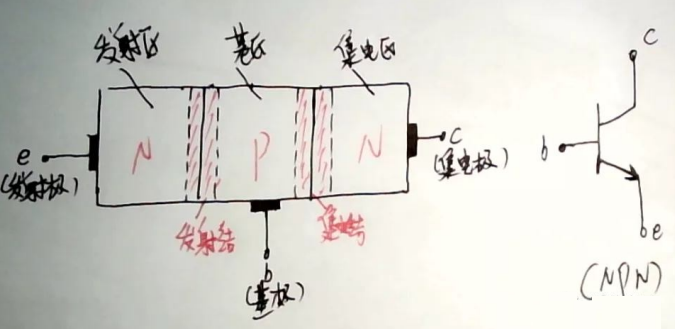 发射区 基区 集电区
c
N P N
e
(发射极)
c
(集电极)
b
发射结
集电结
b
(基极)
e
(NPN)